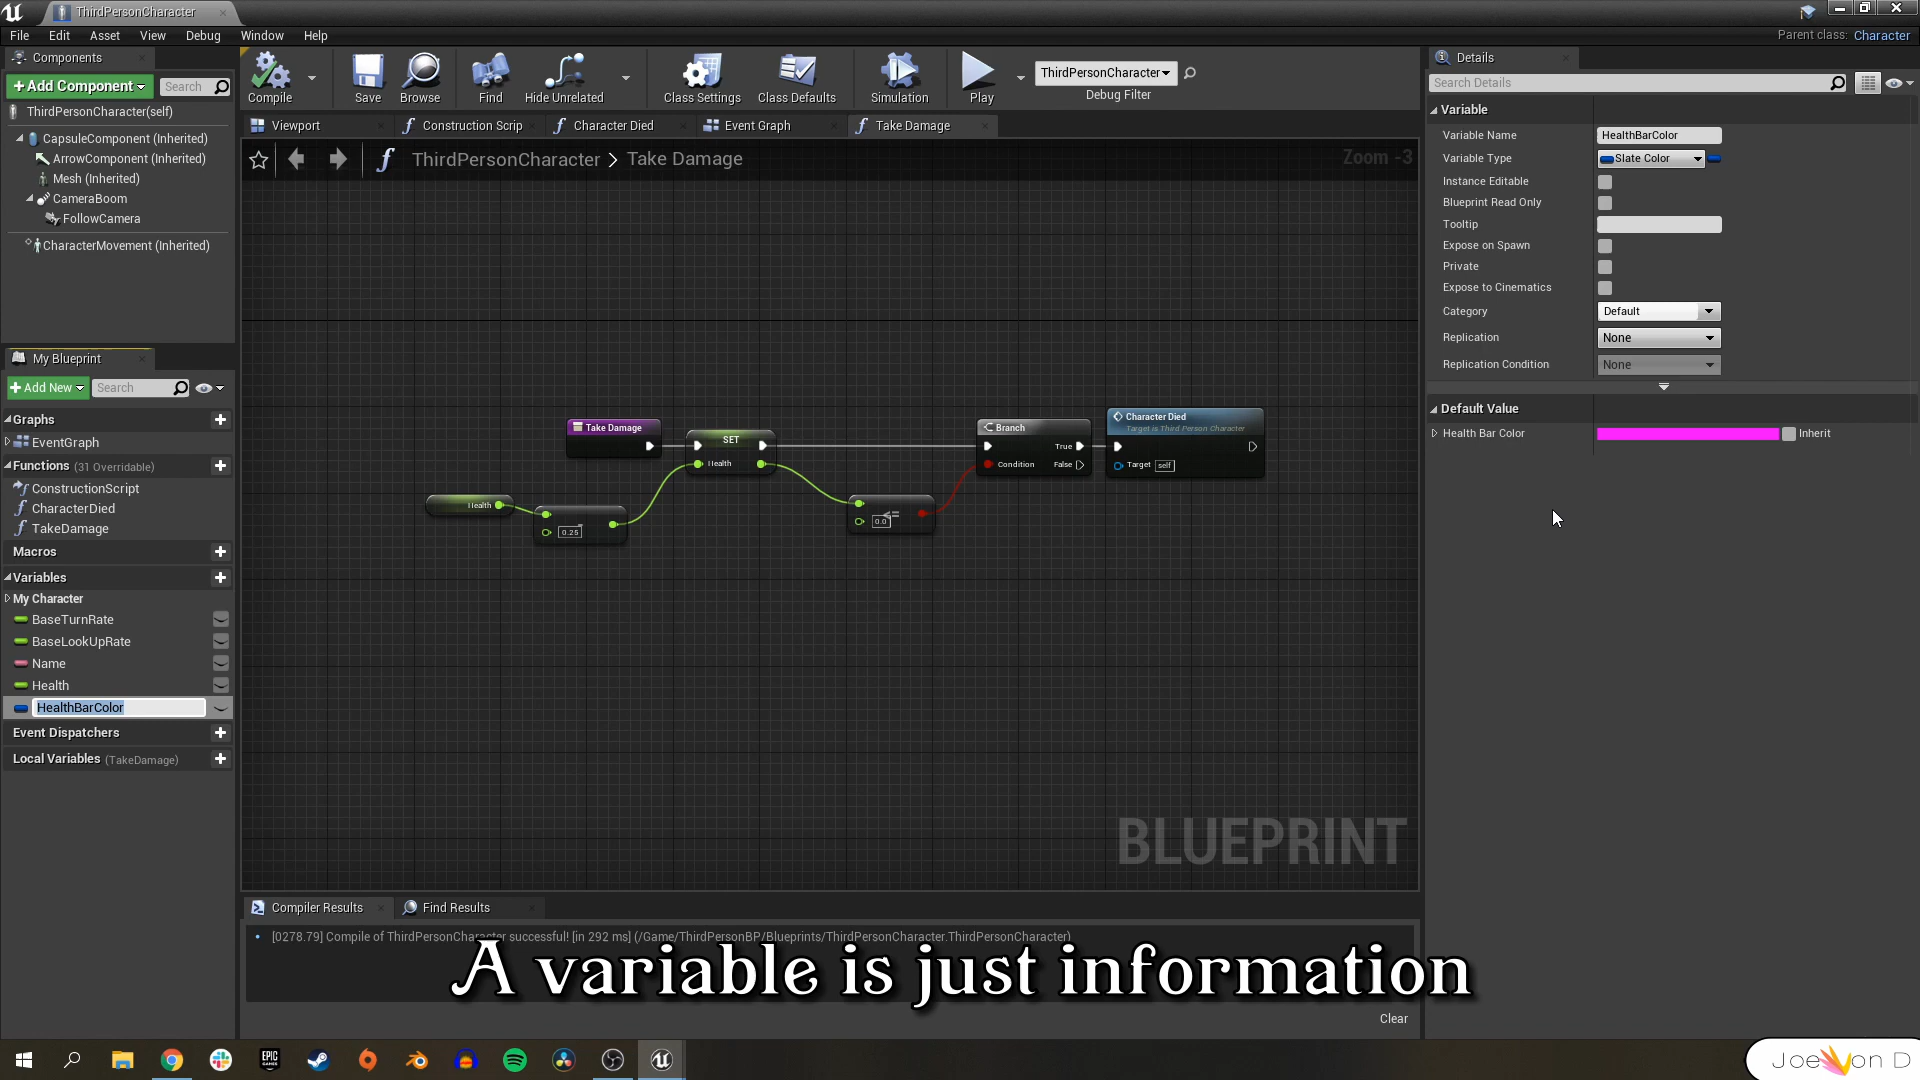 ThirdPersonCharacter
File Edit Asset View Debug Window Help
Parent class: Character
Components
+Add Component
Search
ThirdPersonCharacter(self)
CapsuleComponent (Inherited)
ArrowComponent (Inherited)
Mesh (Inherited)
CameraBoom
FollowCamera
CharacterMovement (Inherited)
My Blueprint
+Add New
Search
Graphs
EventGraph
Functions (31 Overridable)
ConstructionScript
CharacterDied
TakeDamage
Macros
Variables
My Character
BaseTurnRate
BaseLookUpRate
Name
Health
HealthBarColor
Event Dispatchers
Local Variables (TakeDamage)
Compile Save Browse Find Hide Unrelated Class Settings Class Defaults Simulation Play
ThirdPersonCharacter
Debug Filter
Viewport Construction Scrip Character Died Event Graph Take Damage
ThirdPersonCharacter > Take Damage
Zoom -3
Take Damage
SET
Health
Health
0.25
<=
0.0
Branch
True
Condition False
Character Died
Target is Third Person Character
Target self
BLUEPRINT
Compiler Results Find Results
[0278.79] Compile of ThirdPersonCharacter successful! [in 292 ms] (/Game/ThirdPersonBP/Blueprints/ThirdPersonCharacter.ThirdPersonCharacter)
Clear
Details
Search Details
Variable
Variable Name HealthBarColor
Variable Type Slate Color
Instance Editable
Blueprint Read Only
Tooltip
Expose on Spawn
Private
Expose to Cinematics
Category Default
Replication None
Replication Condition None
Default Value
Health Bar Color Inherit
A variable is just information
EPIC
GAMES
Joe Von D